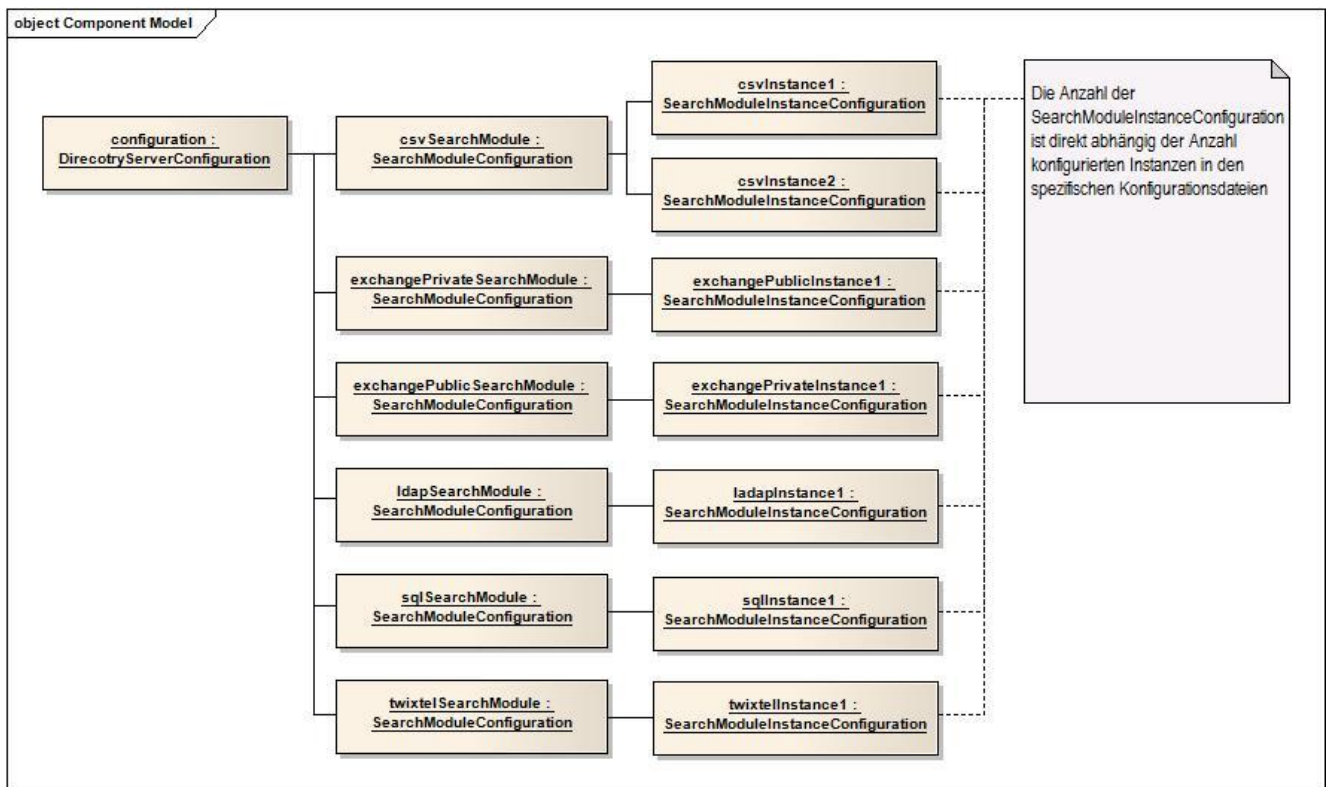 object Component Model
configuration :
DirecotryServerConfiguration
csvSearchModule :
SearchModuleConfiguration
csvInstance1 :
SearchModuleInstanceConfiguration
csvInstance2 :
SearchModuleInstanceConfiguration
exchangePrivateSearchModule :
SearchModuleConfiguration
exchangePublicInstance1 :
SearchModuleInstanceConfiguration
exchangePublicSearchModule :
SearchModuleConfiguration
exchangePrivateInstance1 :
SearchModuleInstanceConfiguration
ldapSearchModule :
SearchModuleConfiguration
ladapInstance1 :
SearchModuleInstanceConfiguration
sqlSearchModule :
SearchModuleConfiguration
sqlInstance1 :
SearchModuleInstanceConfiguration
twixtelSearchModule :
SearchModuleConfiguration
twixtelInstance1 :
SearchModuleInstanceConfiguration
Die Anzahl der
SearchModuleInstanceConfiguration
ist direkt abhängig der Anzahl
konfigurierten Instanzen in den
spezifischen Konfigurationsdateien